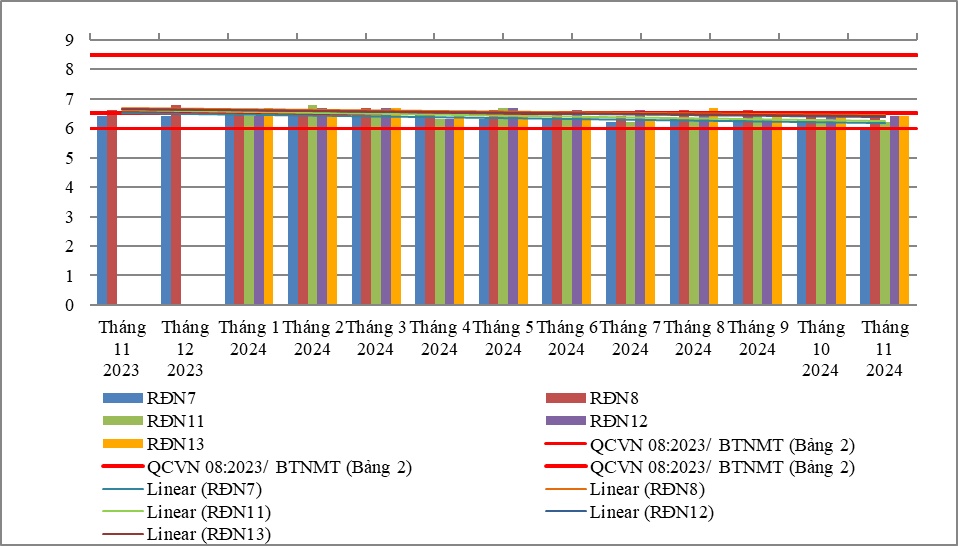 9
8
7
6
5
4
3
2
1
0
Tháng Tháng Tháng 1 Tháng 2 Tháng 3 Tháng 4 Tháng 5 Tháng 6 Tháng 7 Tháng 8 Tháng 9 Tháng Tháng
11 12 2024 2024 2024 2024 2024 2024 2024 2024 2024 10 11
2023 2023 2024 2024
RĐN7 RĐN8
RĐN11 RĐN12
RĐN13 QCVN 08:2023/ BTNMT (Bảng 2)
QCVN 08:2023/ BTNMT (Bảng 2) QCVN 08:2023/ BTNMT (Bảng 2)
Linear (RĐN7) Linear (RĐN8)
Linear (RĐN11) Linear (RĐN12)
Linear (RĐN13)